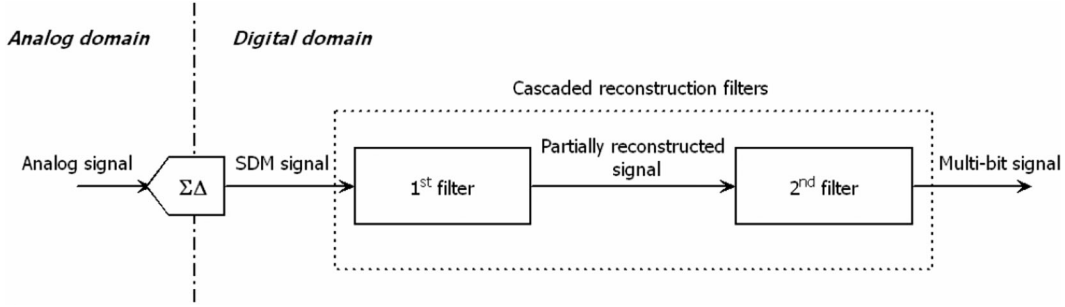 Analog domain
Digital domain
Cascaded reconstruction filters
Analog signal
ΣΔ
SDM signal
1st filter
Partially reconstructed
signal
2nd filter
Multi-bit signal